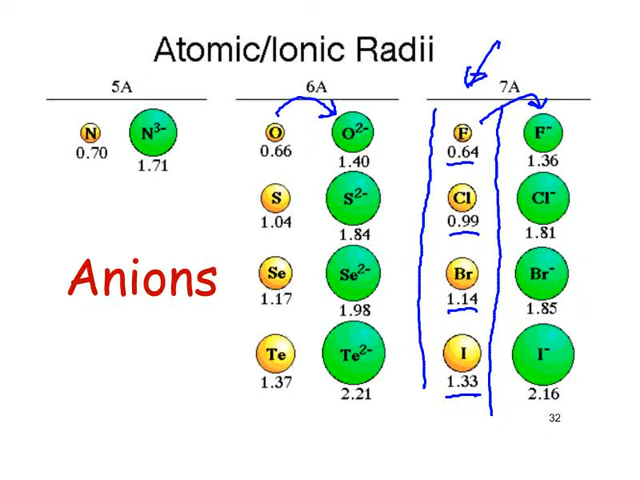 Atomic/Ionic Radii
5A 6A 7A
N N3- O O2- F F-
0.70 1.71 0.66 1.40 0.64 1.36
S S2- Cl Cl-
1.04 1.84 0.99 1.81
Anions Se Se2- Br Br-
1.17 1.98 1.14 1.85
Te Te2- I I-
1.37 2.21 1.33 2.16
32